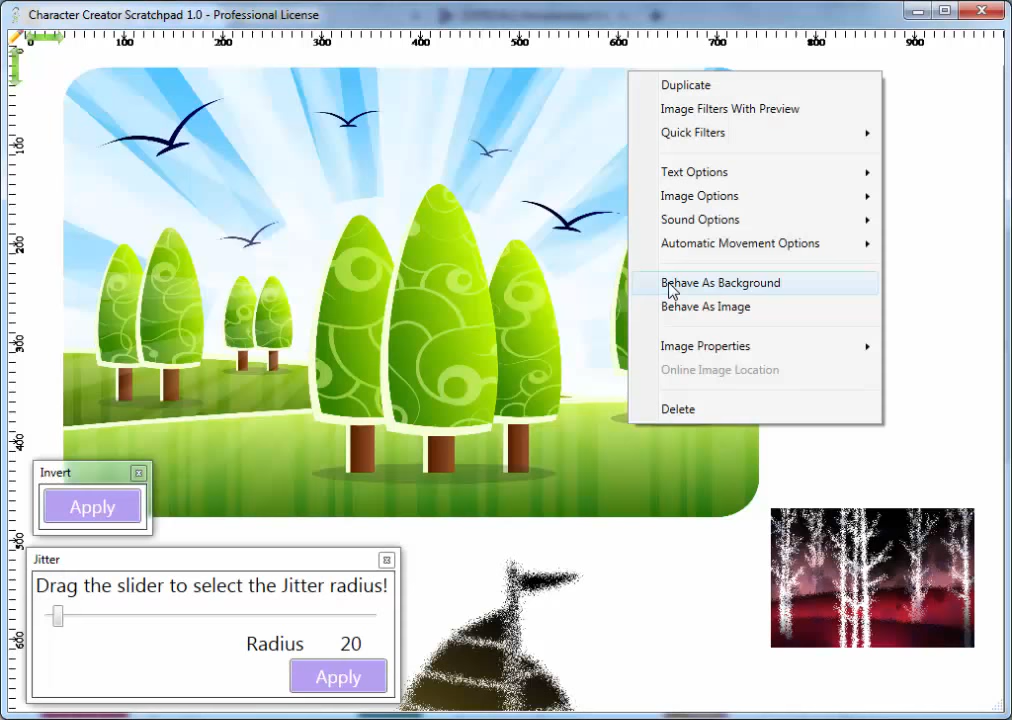 Character Creator Scratchpad 1.0 - Professional License
0 100 200 300 400 500 600 700 800 900
0
100
200
300
400
500
600
Duplicate
Image Filters With Preview
Quick Filters
Text Options
Image Options
Sound Options
Automatic Movement Options
Behave As Background
Behave As Image
Image Properties
Online Image Location
Delete
Invert
Apply
Jitter
Drag the slider to select the Jitter radius!
Radius 20
Apply